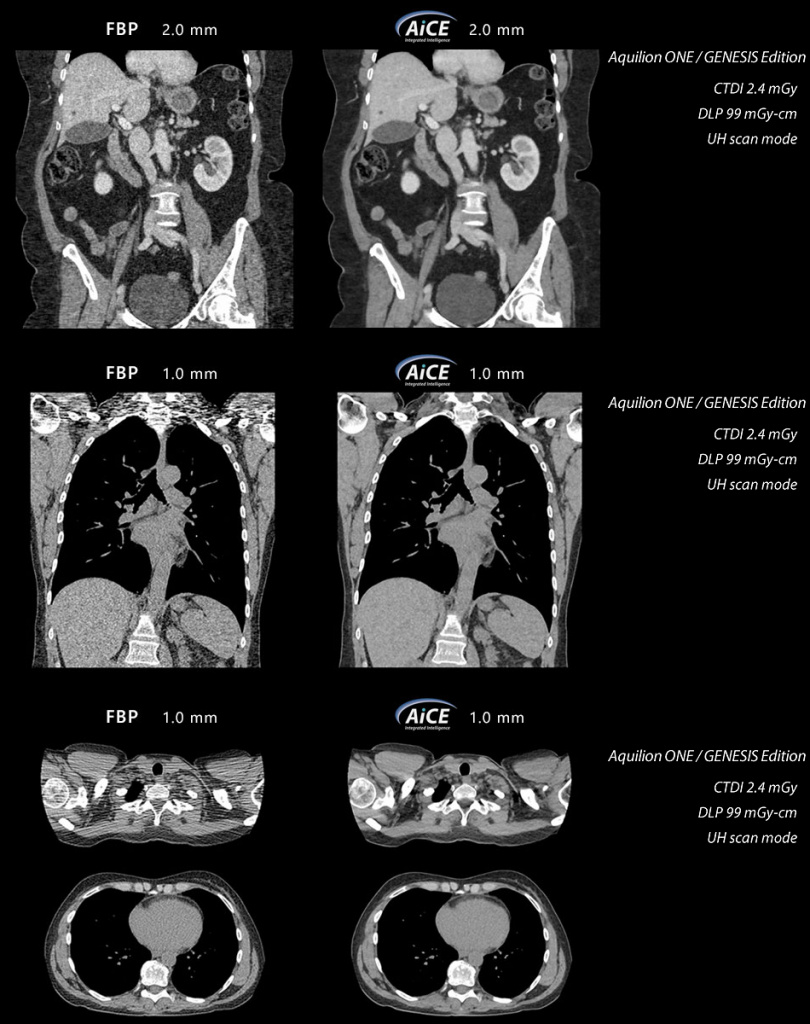 FBP 2.0 mm
AiCE 2.0 mm
Integrated Intelligence
Aquilion ONE / GENESIS Edition
CTDI 2.4 mGy
DLP 99 mGy-cm
UH scan mode
FBP 1.0 mm
AiCE 1.0 mm
Integrated Intelligence
Aquilion ONE / GENESIS Edition
CTDI 2.4 mGy
DLP 99 mGy-cm
UH scan mode
FBP 1.0 mm
AiCE 1.0 mm
Integrated Intelligence
Aquilion ONE / GENESIS Edition
CTDI 2.4 mGy
DLP 99 mGy-cm
UH scan mode